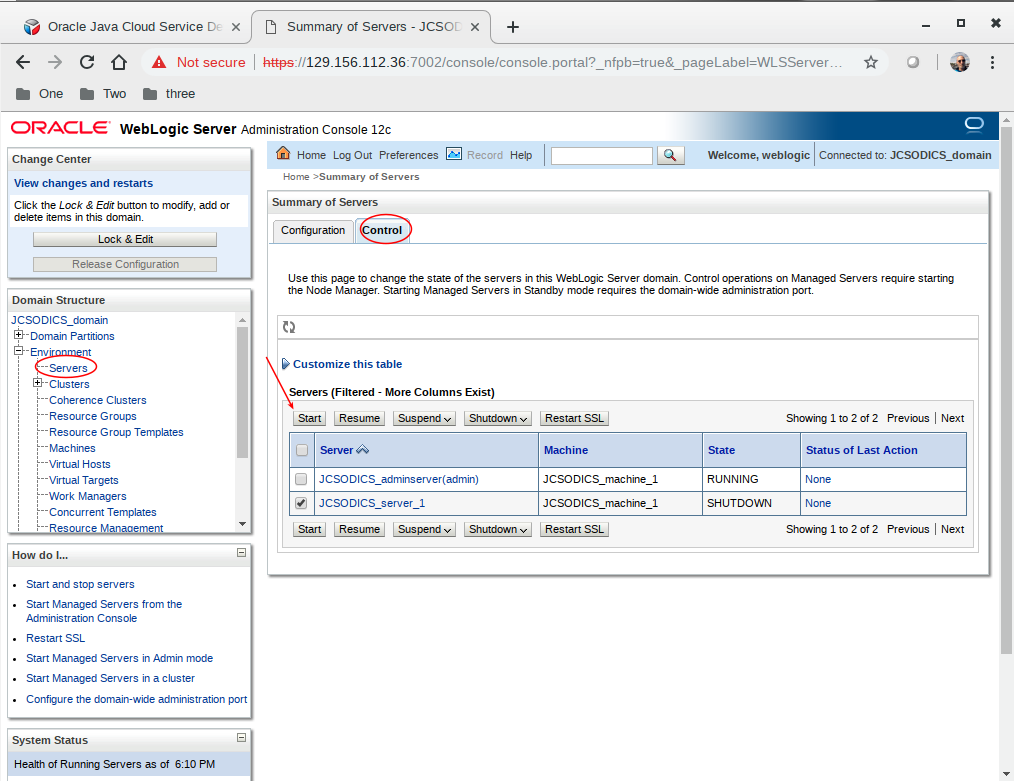 Oracle Java Cloud Service De
Summary of Servers - JCSOD
Not secure
https://129.156.112.36:7002/console/console.portal?_nfpb=true&_pageLabel=WLSServer…
One
Two
three
ORACLE WebLogic Server Administration Console 12c
Change Center
View changes and restarts
Click the Lock & Edit button to modify, add or
delete items in this domain.
Lock & Edit
Release Configuration
Domain Structure
JCSODICS_domain
Domain Partitions
Environment
Servers
Clusters
Coherence Clusters
Resource Groups
Resource Group Templates
Machines
Virtual Hosts
Virtual Targets
Work Managers
Concurrent Templates
Resource Management
How do I...
Start and stop servers
Start Managed Servers from the
Administration Console
Restart SSL
Start Managed Servers in Admin mode
Start Managed Servers in a cluster
Configure the domain-wide administration port
System Status
Health of Running Servers as of 6:10 PM
Home Log Out Preferences Record Help
Welcome, weblogic
Connected to: JCSODICS_domain
Home >Summary of Servers
Summary of Servers
Configuration Control
Use this page to change the state of the servers in this WebLogic Server domain. Control operations on Managed Servers require starting
the Node Manager. Starting Managed Servers in Standby mode requires the domain-wide administration port.
Customize this table
Servers (Filtered - More Columns Exist)
Start Resume Suspend Shutdown Restart SSL Showing 1 to 2 of 2 Previous | Next
Server Machine State Status of Last Action
JCSODICS_adminserver(admin) JCSODICS_machine_1 RUNNING None
JCSODICS_server_1 JCSODICS_machine_1 SHUTDOWN None
Start Resume Suspend Shutdown Restart SSL Showing 1 to 2 of 2 Previous | Next